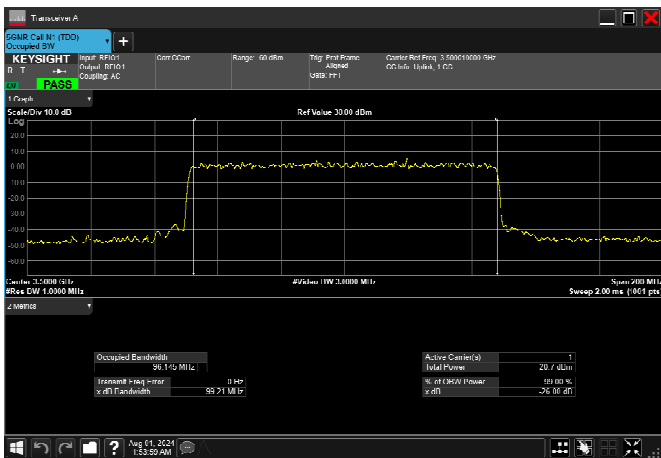 Transceiver A
5GNR Cell N1 (TDD)
Occupied BW
KEYSIGHT
R T
PASS
Input: RFIO1
Output: RFIO1
Coupling: AC
Corr CCorr
Range: 60 dBm
Trig: Prat Frame
Aligned
Gate: FFT
Carrier Ref Freq: 3.500010000 GHz
CC Info: Uplink, 1 CC
1 Graph
Scale/Div 10.0 dB
Ref Value 30.00 dBm
Log
20.0
10.0
0.00
-10.0
-20.0
-30.0
-40.0
-50.0
-60.0
Center 3.5000 GHz
#Video BW 3.0000 MHz
Span 200 MHz
#Res BW 1.0000 MHz
Sweep 2.00 ms (1001 pts)
2 Metrics
Occupied Bandwidth
96.145 MHz
Transmit Freq Error 0 Hz
x dB Bandwidth 99.21 MHz
Active Carrier(s) 1
Total Power 20.7 dBm
% of OBW Power 99.00 %
x dB -26.00 dB
Aug 01, 2024
1:53:59 AM